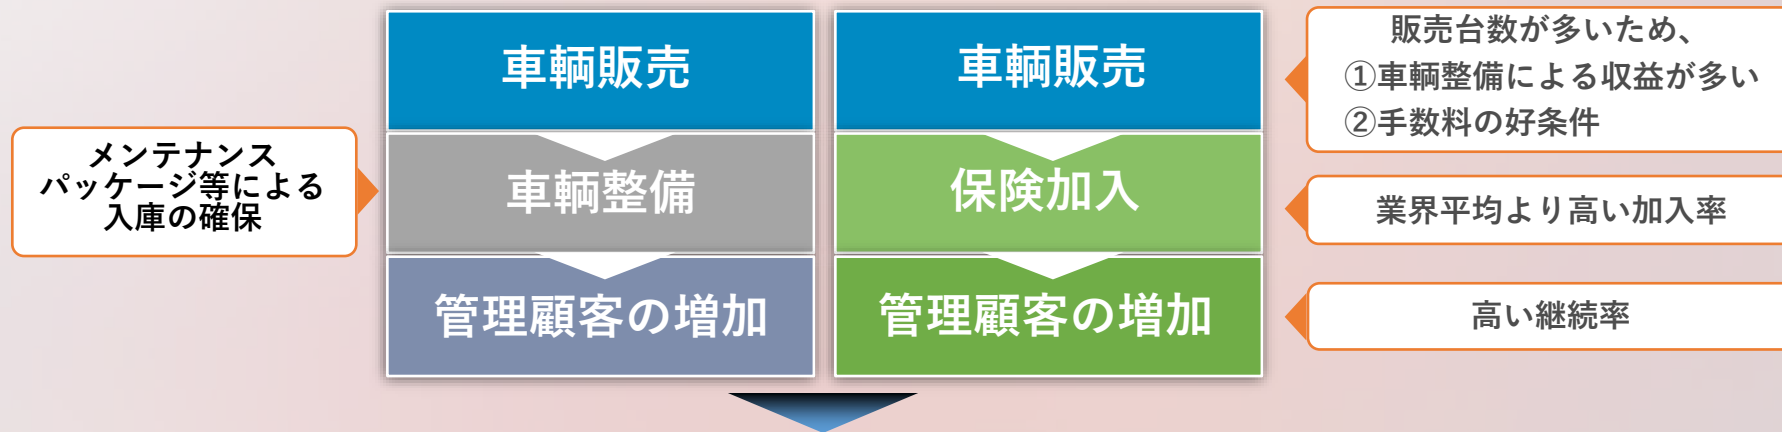 メンテナンス
パッケージ等による
入庫の確保
車輌販売
車輌整備
管理顧客の増加
車輌販売
保険加入
管理顧客の増加
販売台数が多いため、
①車輌整備による収益が多い
②手数料の好条件
業界平均より高い加入率
高い継続率